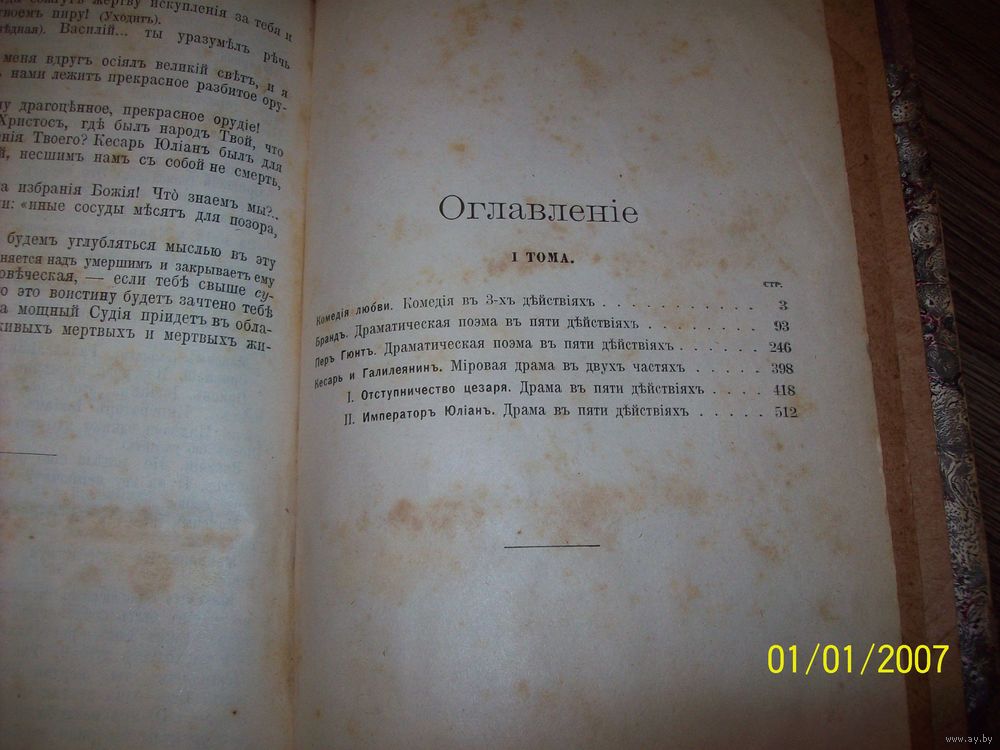 жертву искупленія за тебя и
твоемъ пиру! (Уходитъ).
Василій... ты уразумѣлъ рѣчь
меня вдругъ осіялъ великій свѣтъ, и я
нами лежитъ прекрасное разбитое ору-
драгоцѣнное, прекрасное орудіе!
Христосъ, гдѣ былъ народъ Твой, что
Твоего? Кесарь Юліанъ былъ для
несшимъ намъ съ собой не смерть,
избранія Божія! Что̀ знаемъ мы?..
«иные сосуды мѣсятъ для позора,
будемъ углубляться мыслью въ эту
надъ умершимъ и закрываетъ ему
— если тебѣ свыше су-
это воистину будетъ зачтено тебѣ
мощный Судія пріидетъ въ обла-
мертвыхъ и мертвыхъ жи-
Оглавленіе
I ТОМА.
СТР.
Комедія любви. Комедія въ 3-хъ дѣйствіяхъ . . . . . . . . . . 3
Брандъ. Драматическая поэма въ пяти дѣйствіяхъ . . . . . . . . 93
Перъ Гюнтъ. Драматическая поэма въ пяти дѣйствіяхъ . . . . . . 246
Кесарь и Галилеянинъ. Міровая драма въ двухъ частяхъ . . . . . 398
I. Отступничество цезаря. Драма въ пяти дѣйствіяхъ . . . . . 418
II. Императоръ Юліанъ. Драма въ пяти дѣйствіяхъ . . . . . 512
01/01/2007
www.ay.by